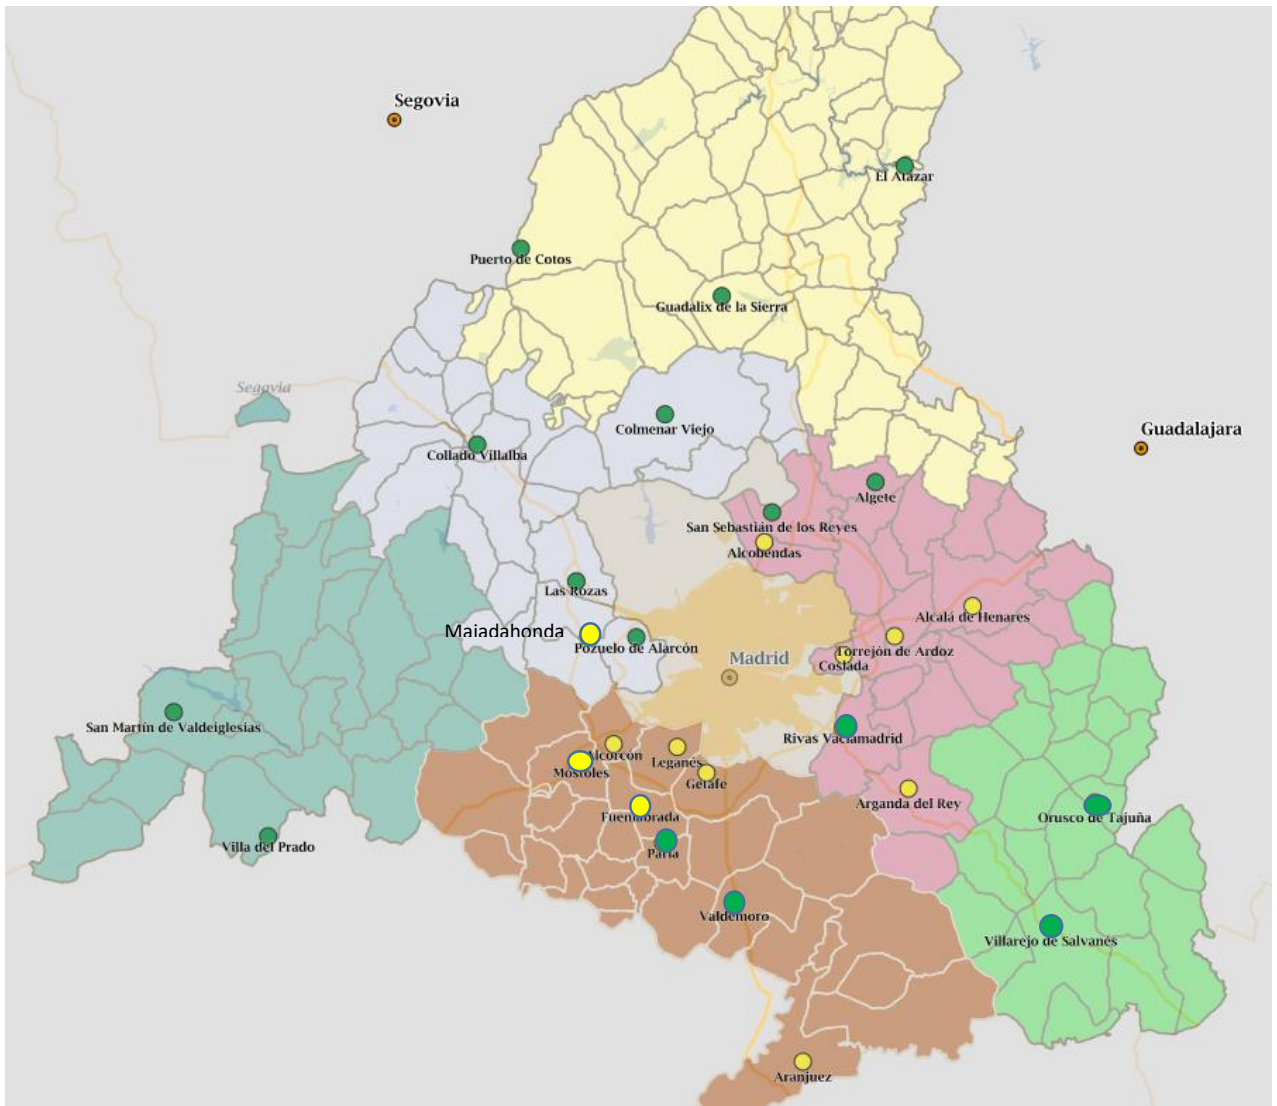 Segovia
El Atazar
Puerto de Cotos
Guadalix de la Sierra
Segovia
Colmenar Viejo
Guadalajara
Collado Villalba
Algete
San Sebastián de los Reyes
Alcobendas
Las Rozas
Alcalá de Henares
Majadahonda
Pozuelo de Alarcón
Torrejón de Ardoz
Madrid
Coslada
San Martín de Valdeiglesias
Rivas Vaciamadrid
Alcorcón
Leganés
Móstoles
Getafe
Arganda del Rey
Fuenlabrada
Orusco de Tajuña
Villa del Prado
Parla
Valdemoro
Villarejo de Salvanés
Aranjuez